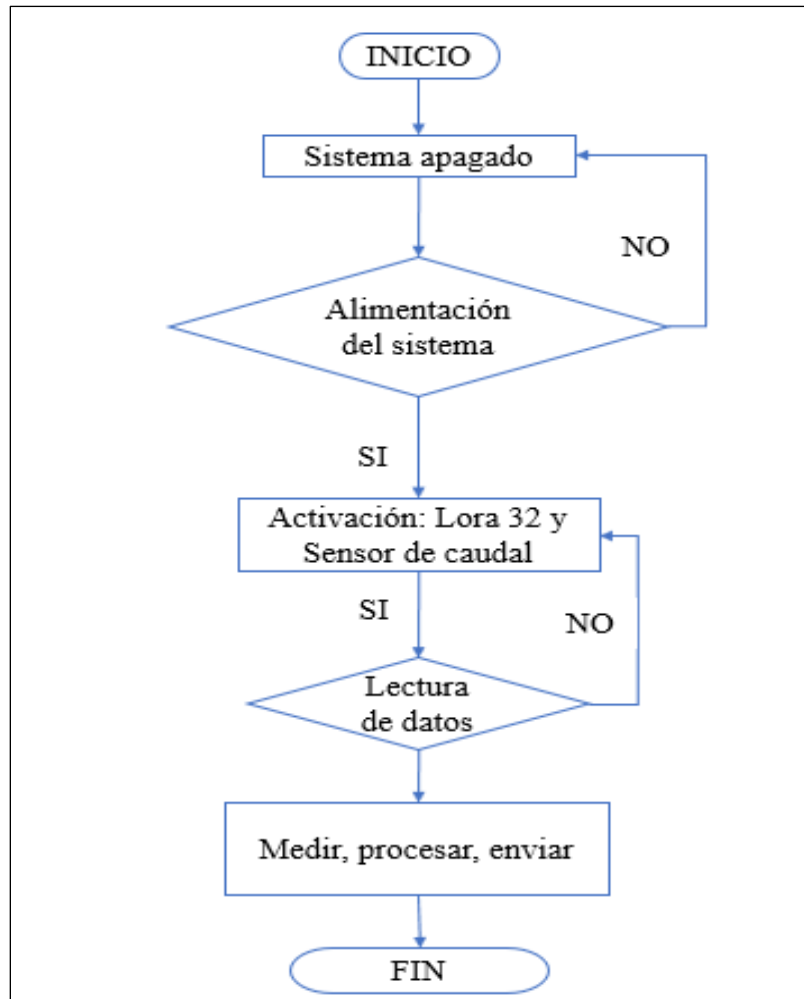 INICIO
Sistema apagado
NO
Alimentación
del sistema
SI
Activación: Lora 32 y
Sensor de caudal
SI
NO
Lectura
de datos
Medir, procesar, enviar
FIN